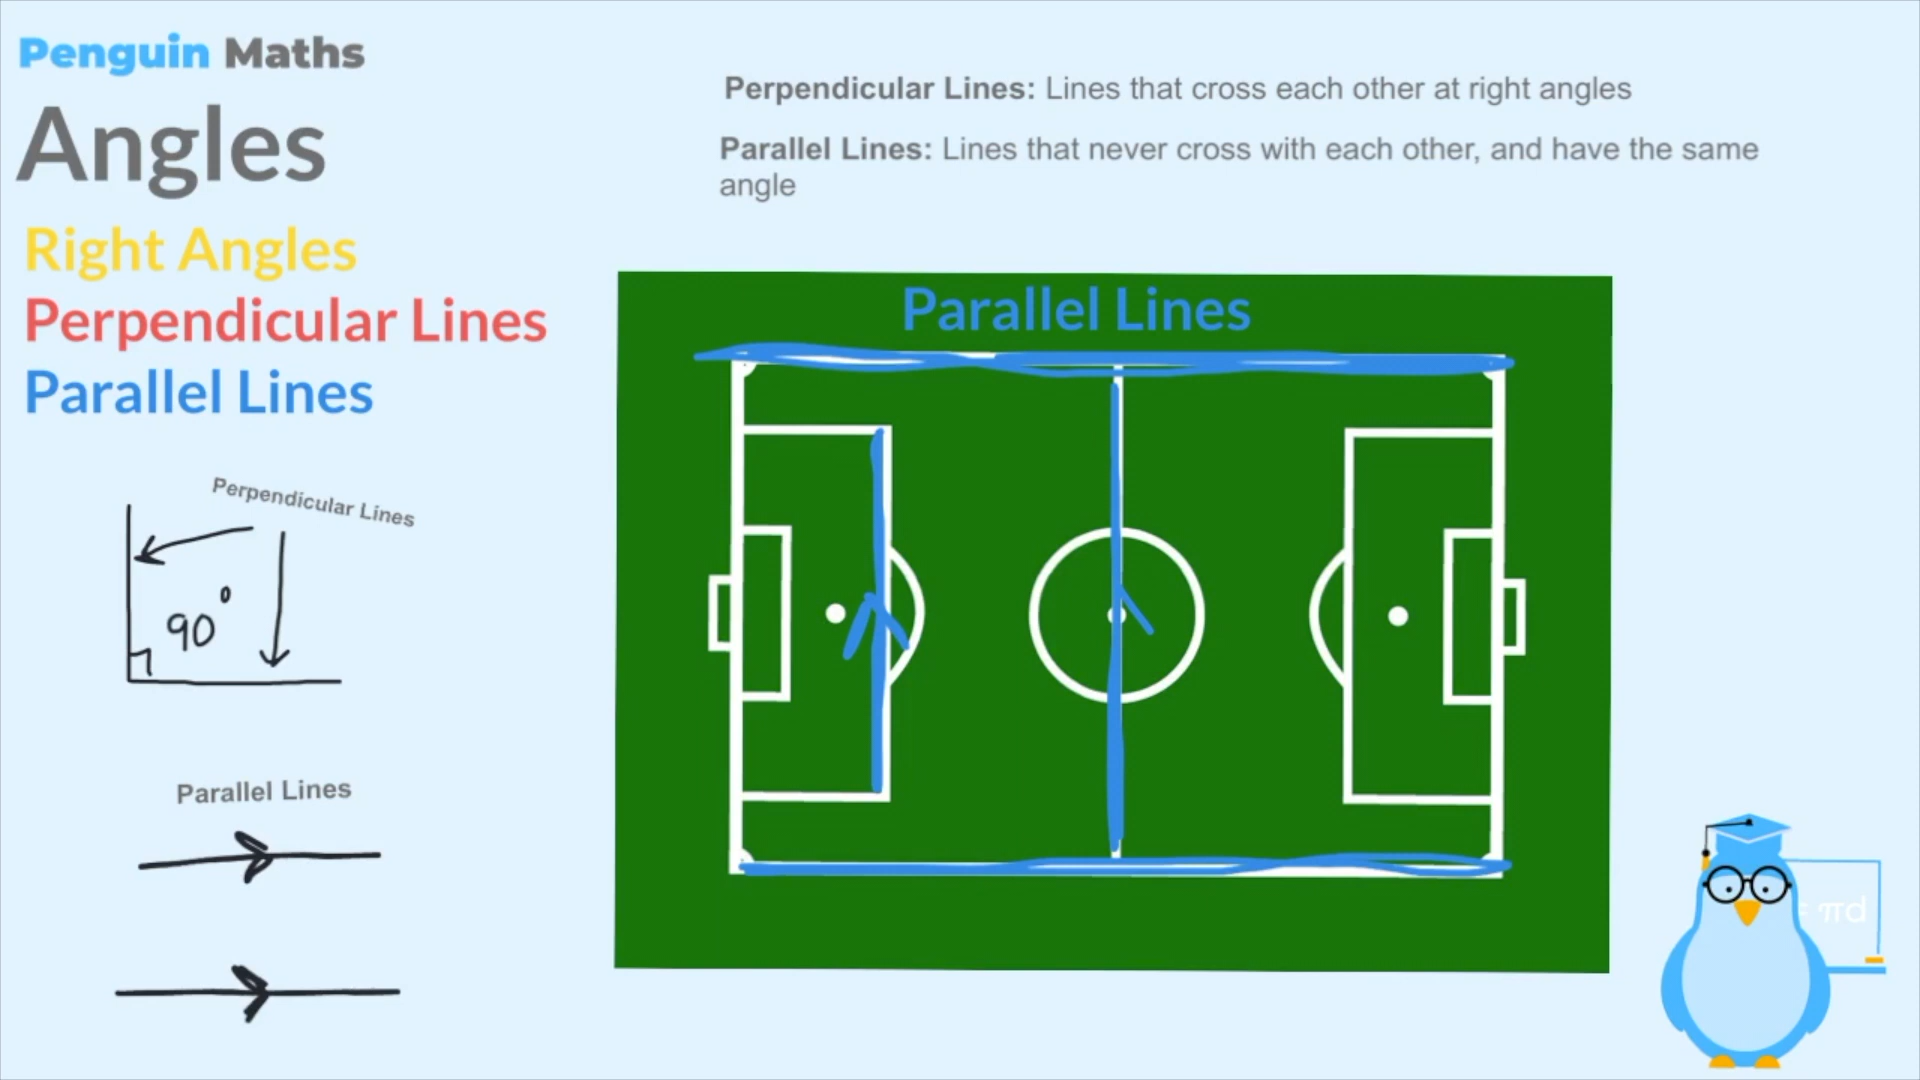 Penguin Maths
Angles
Right Angles
Perpendicular Lines
Parallel Lines
Perpendicular Lines: Lines that cross each other at right angles
Parallel Lines: Lines that never cross with each other, and have the same
angle
Parallel Lines
Perpendicular Lines
90°
Parallel Lines
= πd